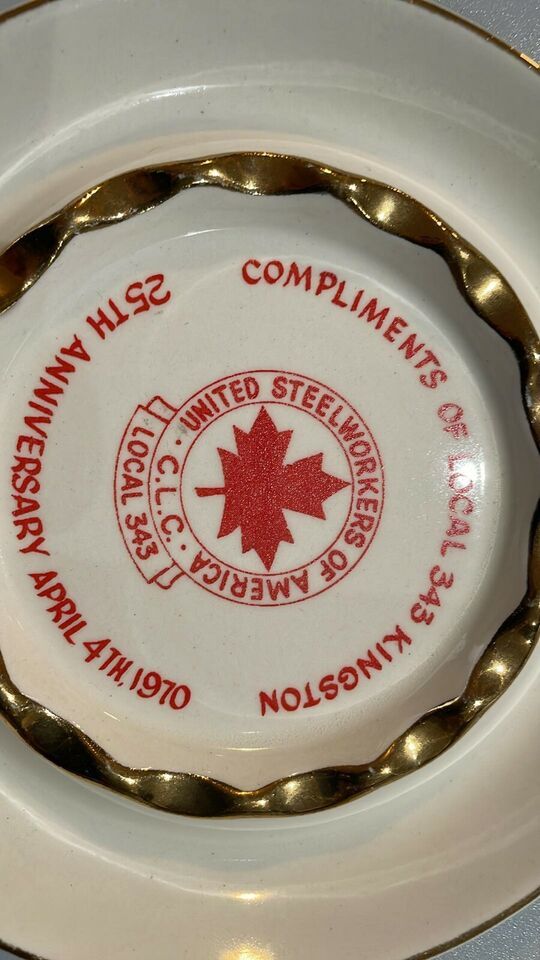 COMPLIMENTS OF LOCAL 343 KINGSTON
UNITED STEELWORKERS OF AMERICA
· C.L.C. ·
LOCAL 343
25TH ANNIVERSARY APRIL 4TH, 1970